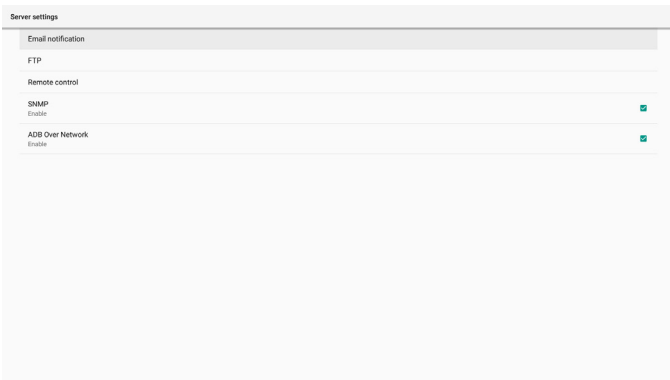 Server settings
Email notification
FTP
Remote control
SNMP
Enable
ADB Over Network
Enable